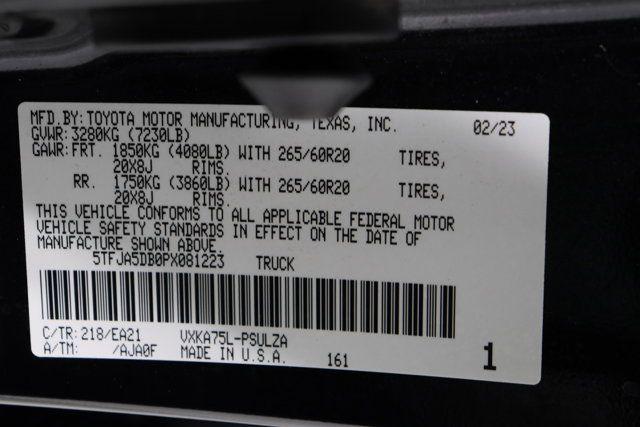 MFD.BY: TOYOTA MOTOR MANUFACTURING, TEXAS, INC. 02/23
GVWR: 3280KG (7230LB)
GAWR: FRT. 1850KG (4080LB) WITH 265/60R20 TIRES,
20X8J RIMS.
RR. 1750KG (3860LB) WITH 265/60R20 TIRES,
20X8J RIMS.
THIS VEHICLE CONFORMS TO ALL APPLICABLE FEDERAL MOTOR
VEHICLE SAFETY STANDARDS IN EFFECT ON THE DATE OF
MANUFACTURE SHOWN ABOVE.
5TFJA5DB0PX081223 TRUCK
C/TR: 218/EA21 VXKA75L-PSULZA
A/TM: /AJA0F MADE IN U.S.A. 161 1